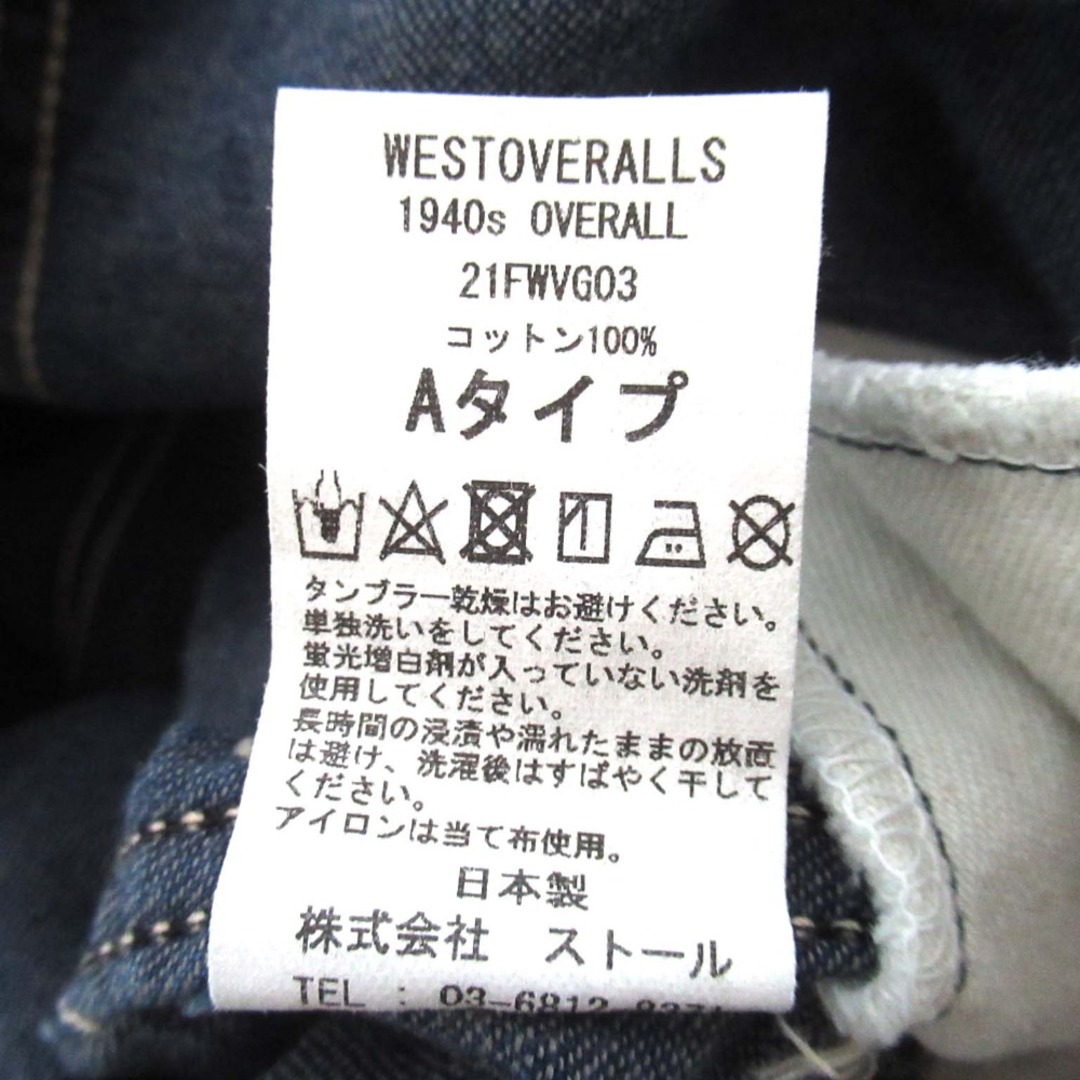 WESTOVERALLS
1940s OVERALL
21FWVG03
コットン100%
Aタイプ
タンブラー乾燥はお避けください。
単独洗いをしてください。
蛍光増白剤が入っていない洗剤を
使用してください。
長時間の浸漬や濡れたままの放置
は避け、洗濯後はすばやく干して
ください。
アイロンは当て布使用。
日本製
株式会社 ストール
TEL : 03-6812